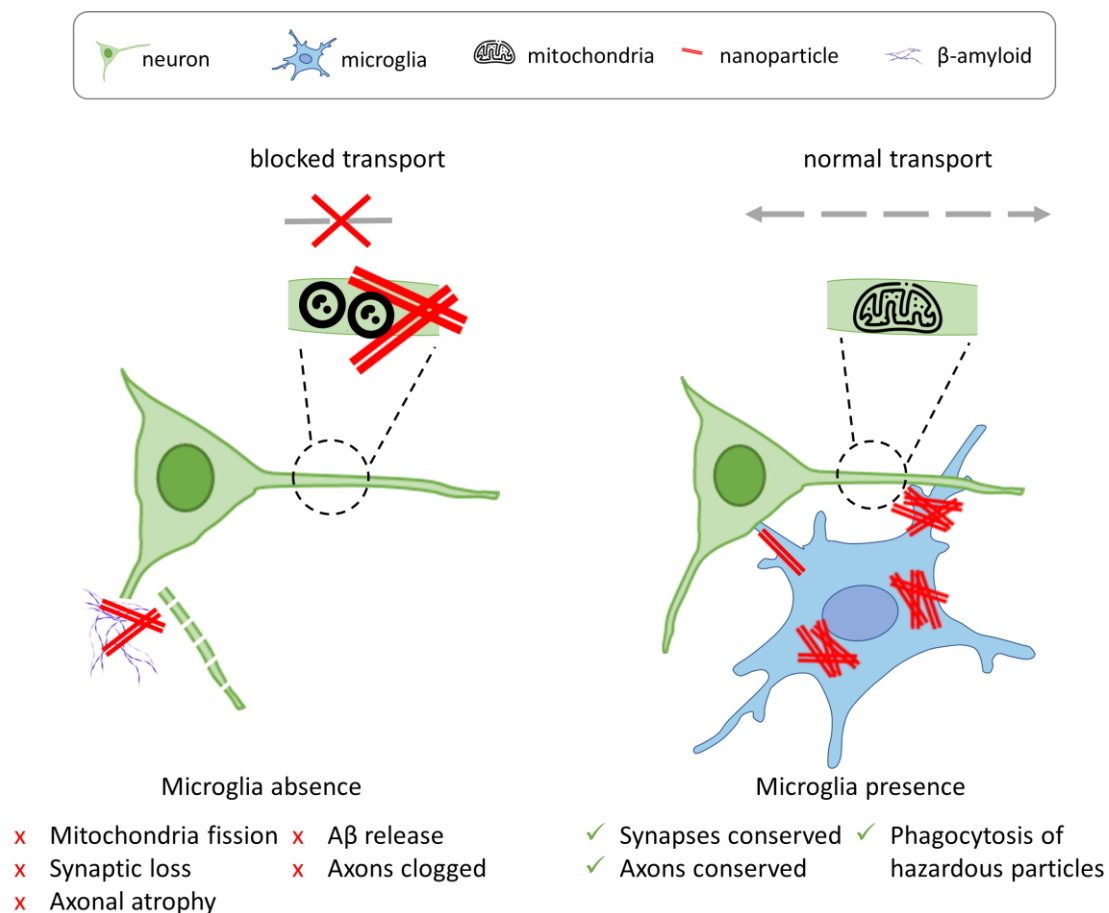 neuron
microglia
mitochondria
nanoparticle
β-amyloid
blocked transport
normal transport
Microglia absence
x Mitochondria fission
x Synaptic loss
x Axonal atrophy
x Aβ release
x Axons clogged
Microglia presence
✓ Synapses conserved
✓ Axons conserved
✓ Phagocytosis of
hazardous particles